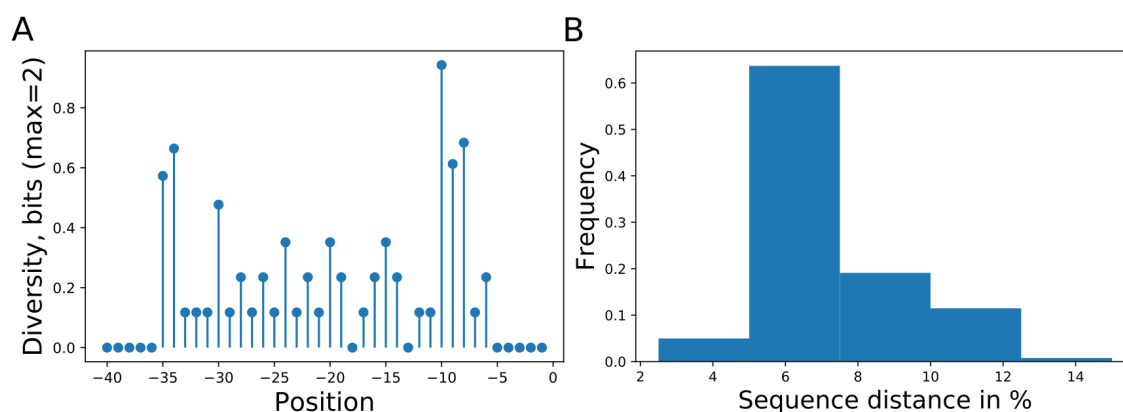 A
B
Diversity, bits (max=2)
0.8
0.6
0.4
0.2
0.0
−40 −35 −30 −25 −20 −15 −10 −5 0
Position
Frequency
0.6
0.5
0.4
0.3
0.2
0.1
0.0
2 4 6 8 10 12 14
Sequence distance in %